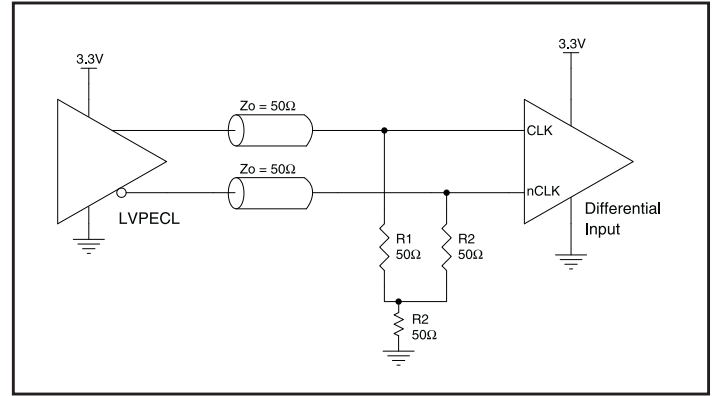 3.3V
3.3V
Zo = 50Ω
CLK
Zo = 50Ω
nCLK
LVPECL
Differential
Input
R1
50Ω
R2
50Ω
R2
50Ω